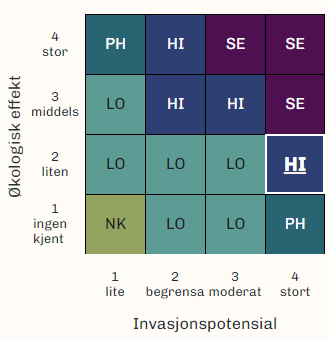 Økologisk effekt
4
stor
PH HI SE SE
3
middels
LO HI HI SE
2
liten
LO LO LO HI
1
ingen
kjent
NK LO LO PH
1 2 3 4
lite begrensa moderat stort
Invasjonspotensial